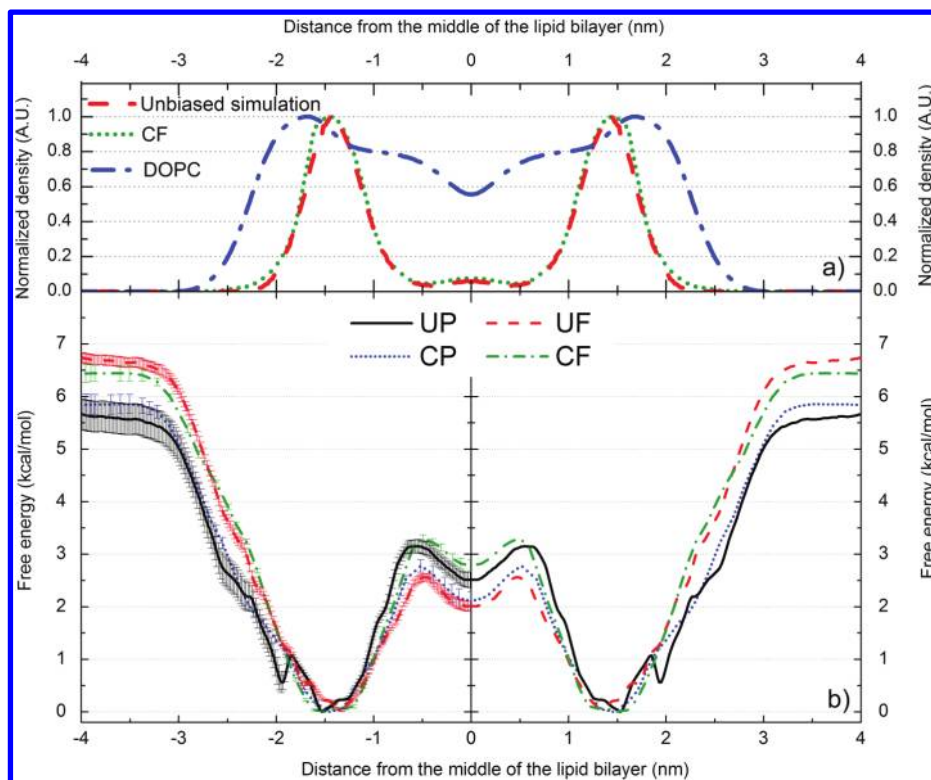 Distance from the middle of the lipid bilayer (nm)
-4 -3 -2 -1 0 1 2 3 4
Normalized density (A.U.)
1.0
0.8
0.6
0.4
0.2
0.0
Unbiased simulation
CF
DOPC
a)
1.0
0.8
0.6
0.4
0.2
0.0
Normalized density (A.U.)
Free energy (kcal/mol)
7
6
5
4
3
2
1
0
UP UF
CP CF
b)
7
6
5
4
3
2
1
0
Free energy (kcal/mol)
-4 -3 -2 -1 0 1 2 3 4
Distance from the middle of the lipid bilayer (nm)